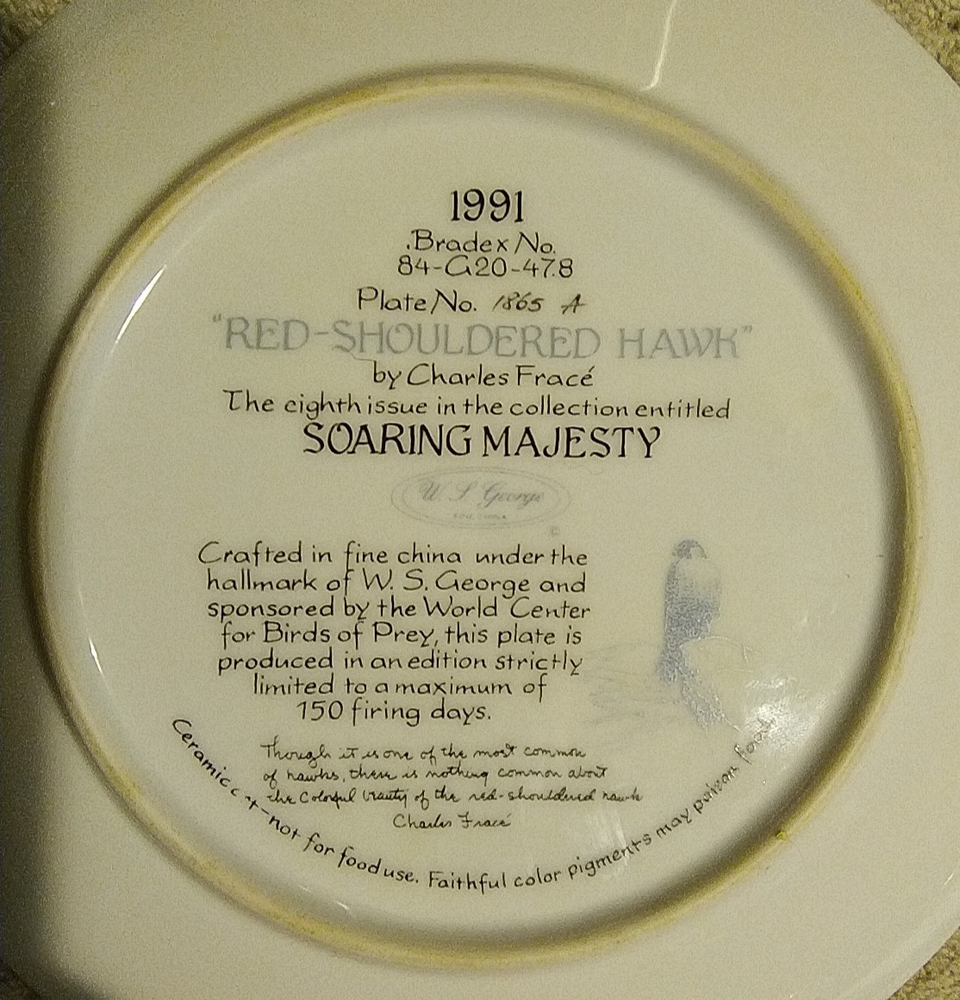 1991
Bradex No.
84-G20-47.8
Plate No. 1865 A
"RED-SHOULDERED HAWK"
by Charles Fracé
The eighth issue in the collection entitled
SOARING MAJESTY
W. S. George
FINE CHINA
©
Crafted in fine china under the
hallmark of W. S. George and
sponsored by the World Center
for Birds of Prey, this plate is
produced in an edition strictly
limited to a maximum of
150 firing days.
Though it is one of the most common
of hawks, there is nothing common about
the Colorful beauty of the red-shouldered hawk
Charles Fracé
Ceramic -not for food use. Faithful color pigments may poison food